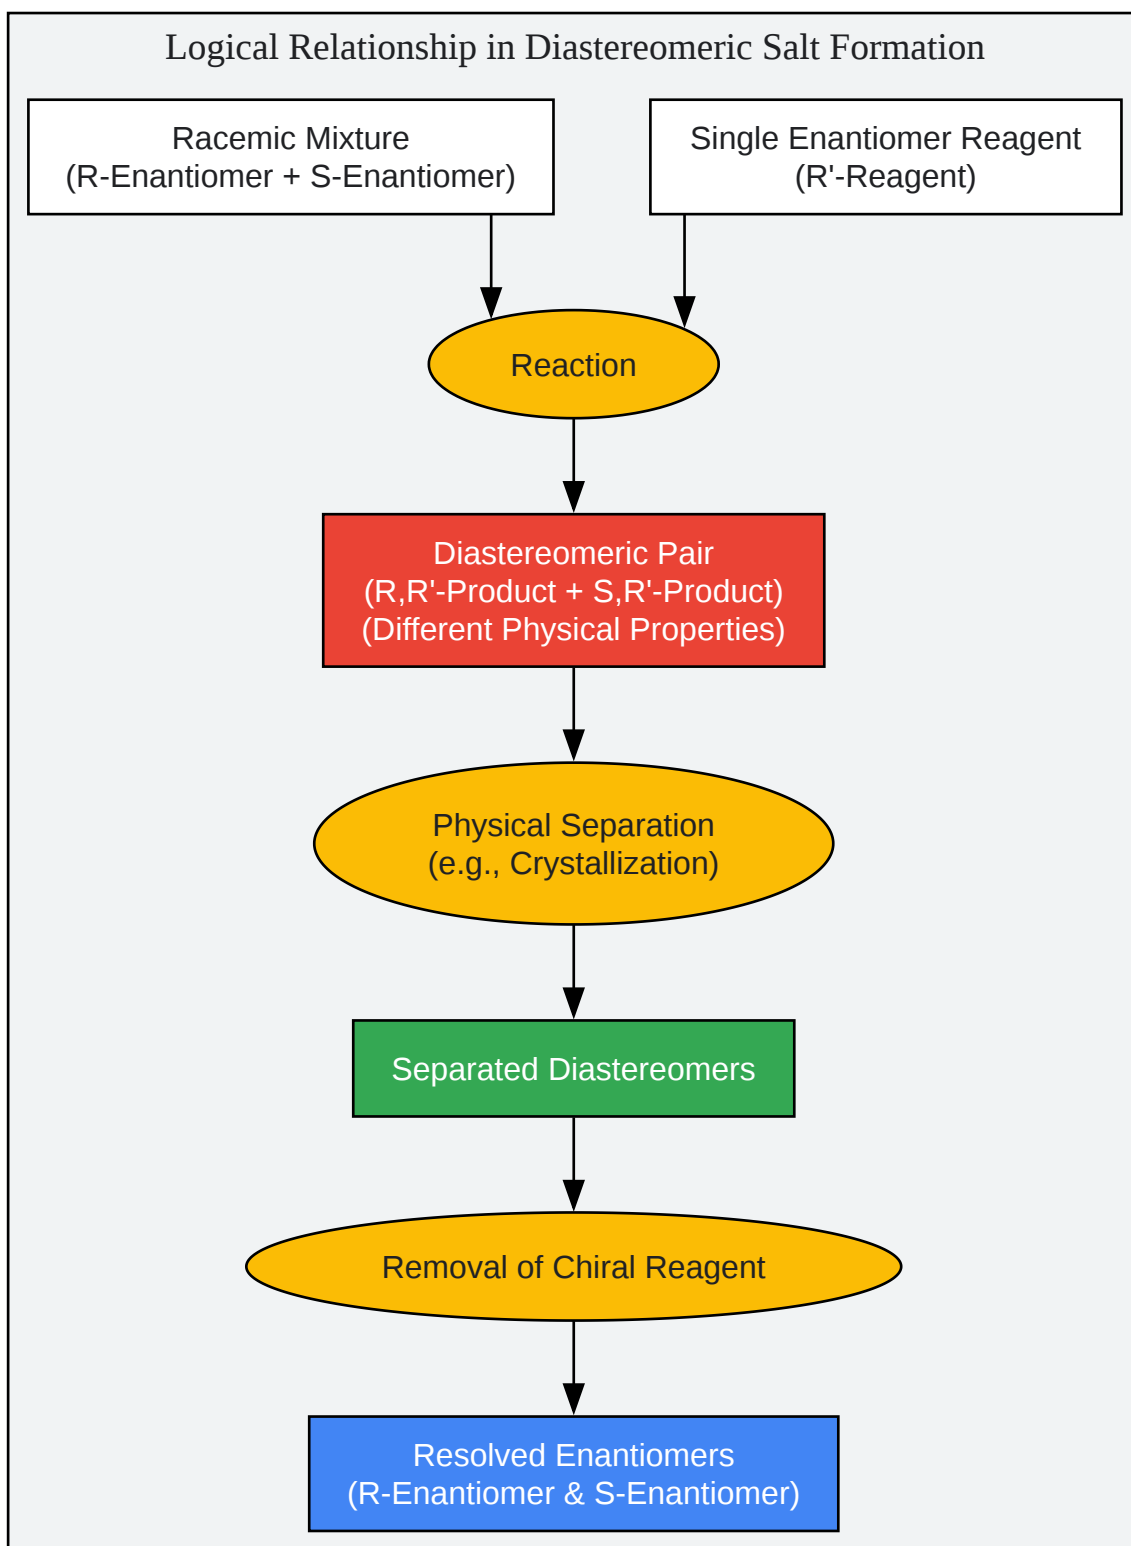 Logical Relationship in Diastereomeric Salt Formation
Racemic Mixture
(R-Enantiomer + S-Enantiomer)
Single Enantiomer Reagent
(R'-Reagent)
Reaction
Diastereomeric Pair
(R,R'-Product + S,R'-Product)
(Different Physical Properties)
Physical Separation
(e.g., Crystallization)
Separated Diastereomers
Removal of Chiral Reagent
Resolved Enantiomers
(R-Enantiomer & S-Enantiomer)